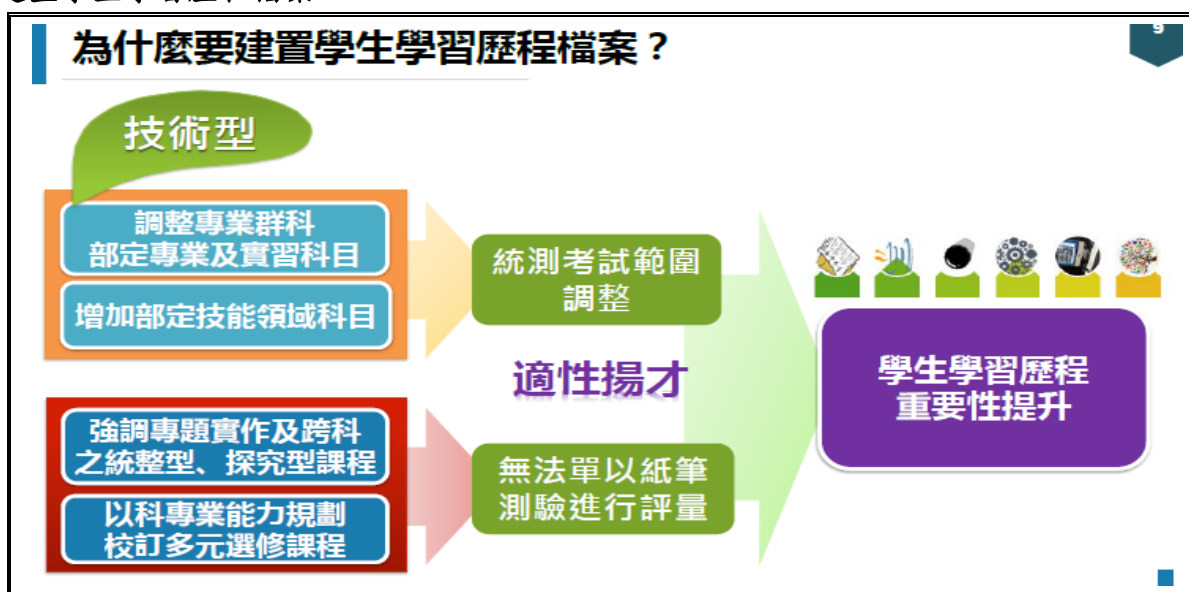 為什麼要建置學生學習歷程檔案？
9
技術型
調整專業群科
部定專業及實習科目
增加部定技能領域科目
統測考試範圍
調整
適性揚才
強調專題實作及跨科
之統整型、探究型課程
以科專業能力規劃
校訂多元選修課程
無法單以紙筆
測驗進行評量
學生學習歷程
重要性提升